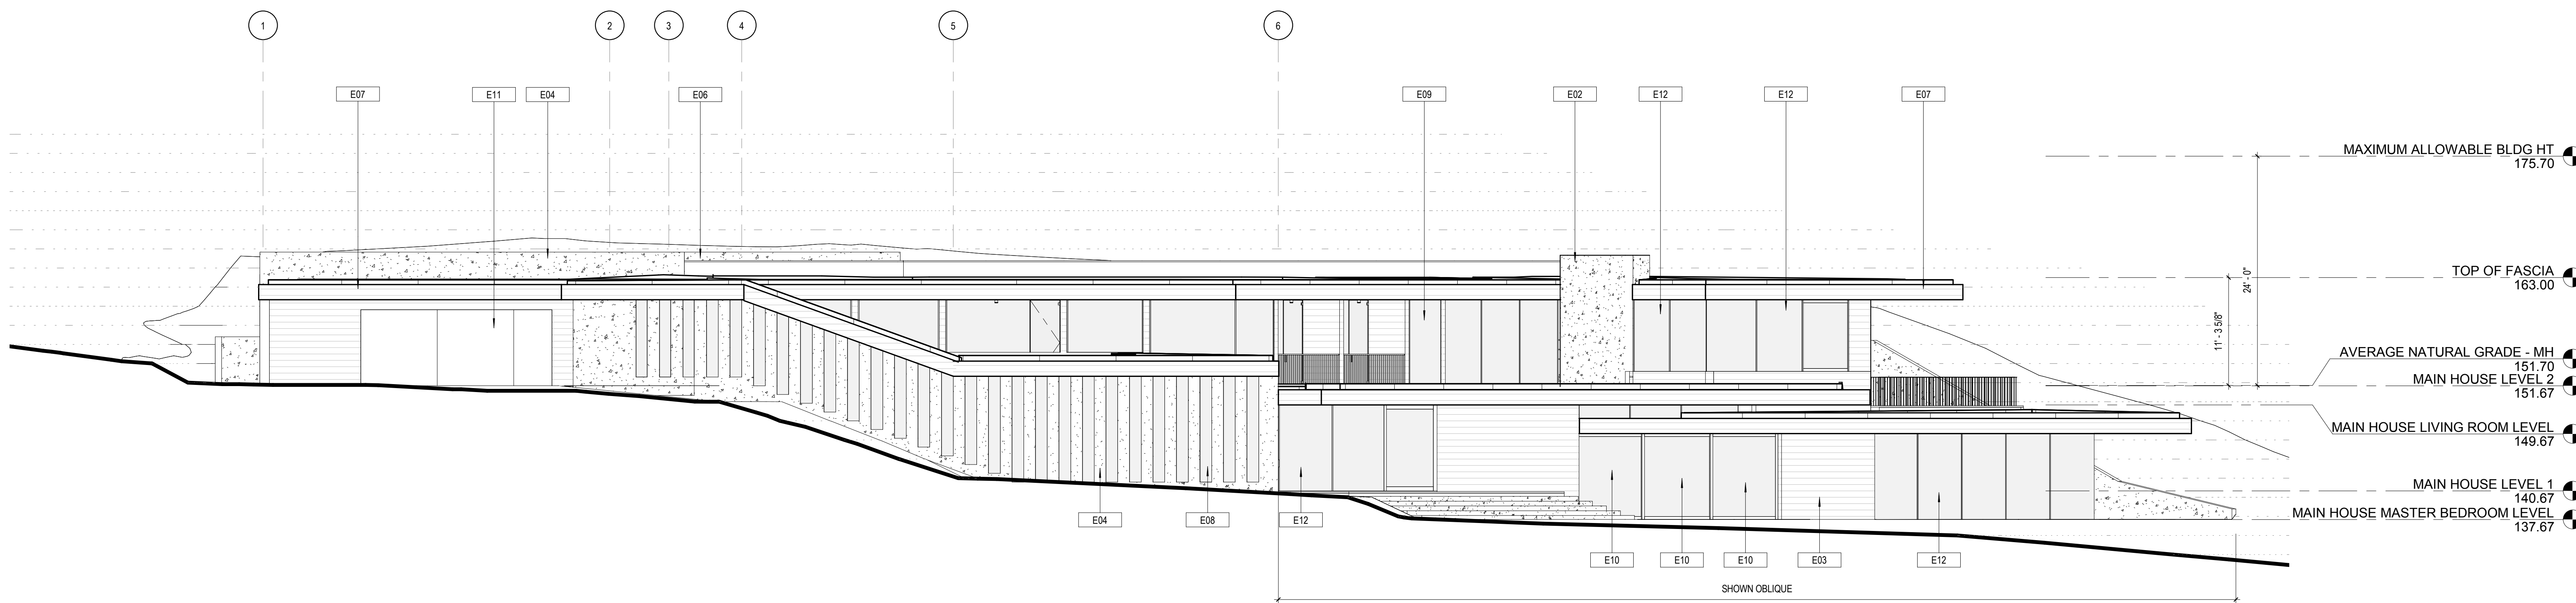 1
2
3
4
5
6
E07
E11
E04
E06
E09
E02
E12
E12
E07
MAXIMUM ALLOWABLE BLDG HT
175.70
TOP OF FASCIA
163.00
24' - 0"
11' - 3 5/8"
AVERAGE NATURAL GRADE - MH
151.70
MAIN HOUSE LEVEL 2
151.67
MAIN HOUSE LIVING ROOM LEVEL
149.67
MAIN HOUSE LEVEL 1
140.67
MAIN HOUSE MASTER BEDROOM LEVEL
137.67
E04
E08
E12
E10
E10
E10
E03
E12
SHOWN OBLIQUE